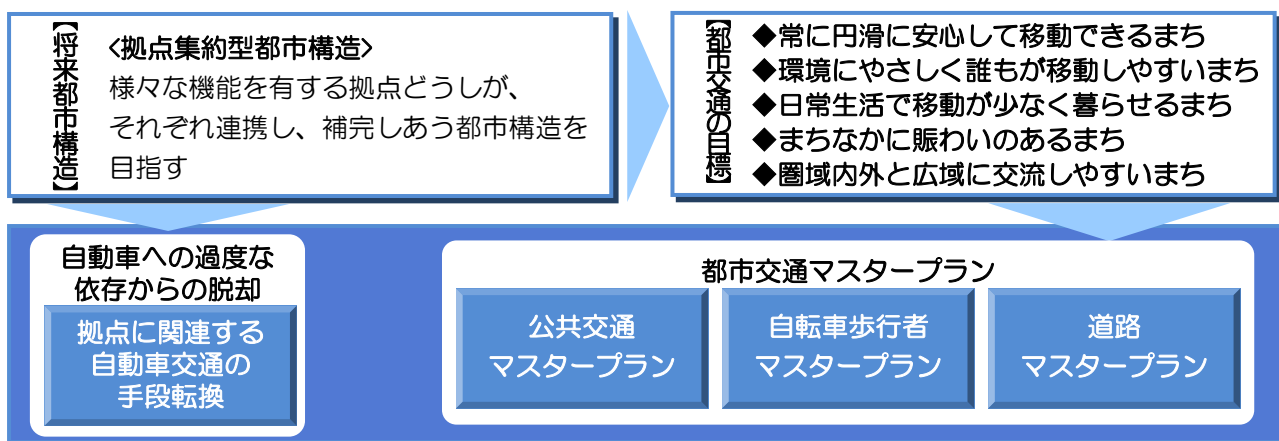 【将来都市構造】
<拠点集約型都市構造>
様々な機能を有する拠点どうしが、
それぞれ連携し、補完しあう都市構造を
目指す
【都市交通の目標】
◆常に円滑に安心して移動できるまち
◆環境にやさしく誰もが移動しやすいまち
◆日常生活で移動が少なく暮らせるまち
◆まちなかに賑わいのあるまち
◆圏域内外と広域に交流しやすいまち
自動車への過度な
依存からの脱却
拠点に関連する
自動車交通の
手段転換
都市交通マスタープラン
公共交通
マスタープラン
自転車歩行者
マスタープラン
道路
マスタープラン